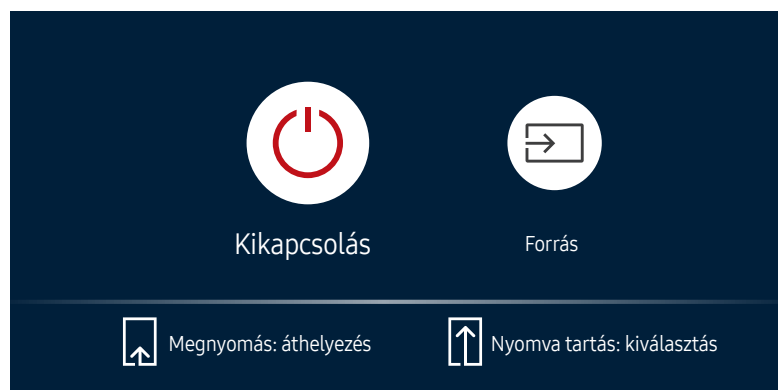 Kikapcsolás
Forrás
Megnyomás: áthelyezés
Nyomva tartás: kiválasztás